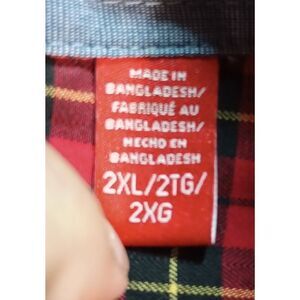 MADE IN
BANGLADESH/
FABRIQUÉ AU
BANGLADESH/
HECHO EN
BANGLADESH
2XL/2TG/
2XG